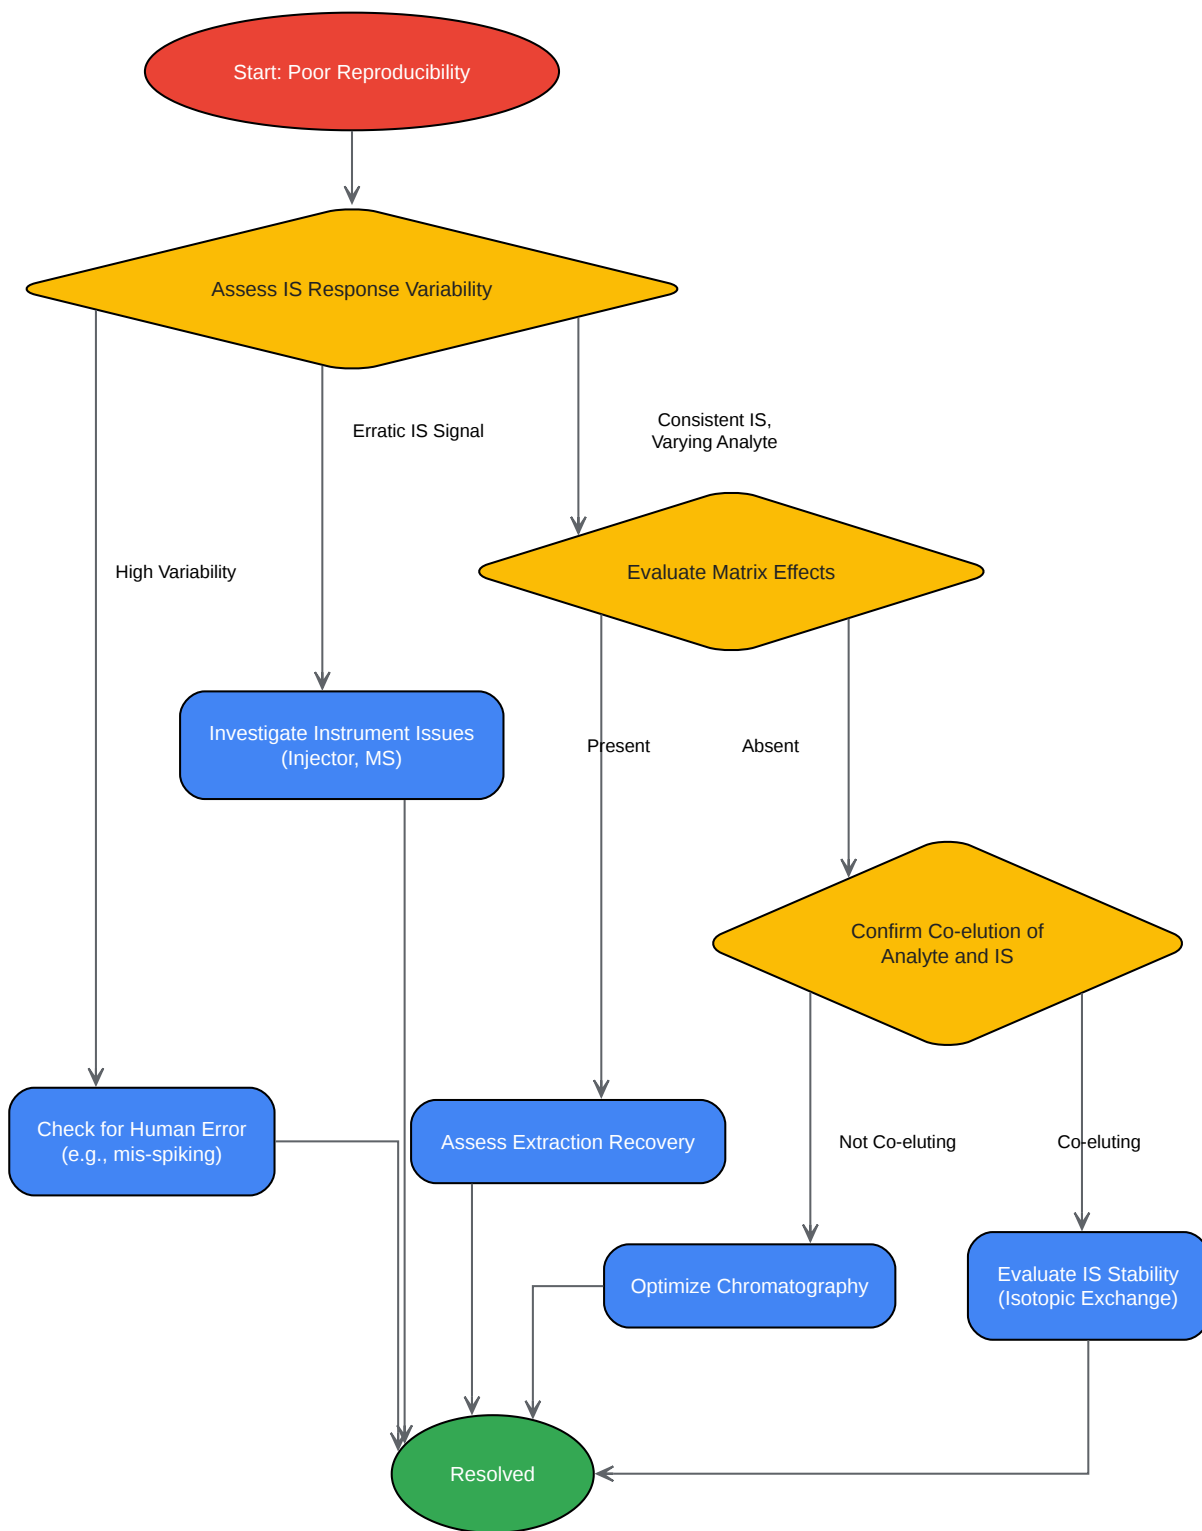 Start: Poor Reproducibility
Assess IS Response Variability
Erratic IS Signal
Consistent IS,
Varying Analyte
High Variability
Evaluate Matrix Effects
Investigate Instrument Issues
(Injector, MS)
Present
Absent
Confirm Co-elution of
Analyte and IS
Check for Human Error
(e.g., mis-spiking)
Assess Extraction Recovery
Not Co-eluting
Co-eluting
Optimize Chromatography
Evaluate IS Stability
(Isotopic Exchange)
Resolved